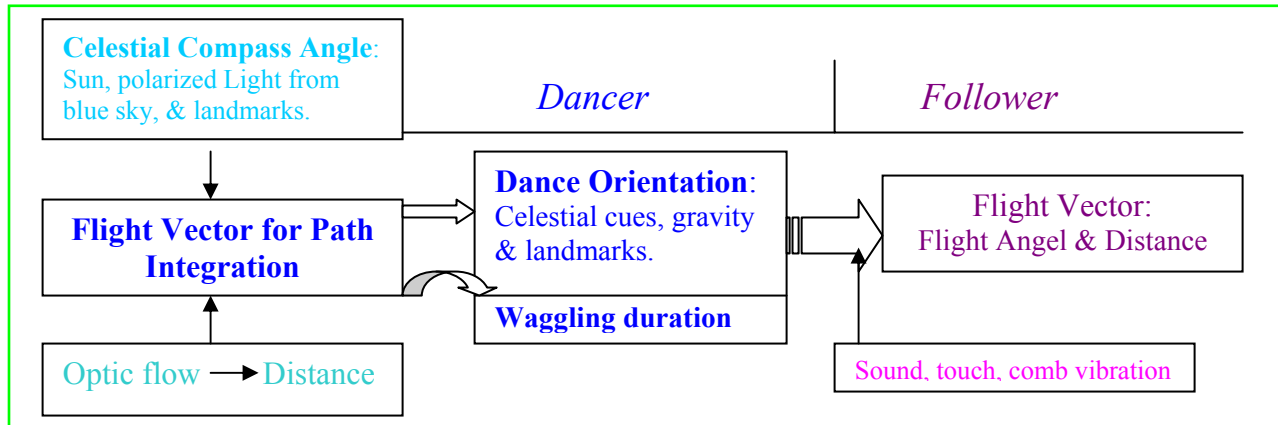 Celestial Compass Angle:
Sun, polarized Light from
blue sky, & landmarks.
Dancer
Follower
Flight Vector for Path
Integration
Dance Orientation:
Celestial cues, gravity
& landmarks.
Waggling duration
Flight Vector:
Flight Angel & Distance
Optic flow Distance
Sound, touch, comb vibration